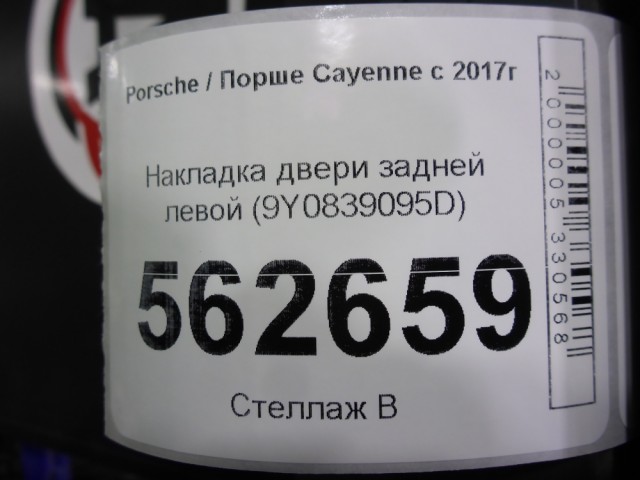 Porsche / Порше Cayenne с 2017г
Накладка двери задней
левой (9Y0839095D)
562659
Стеллаж В
2000005330568